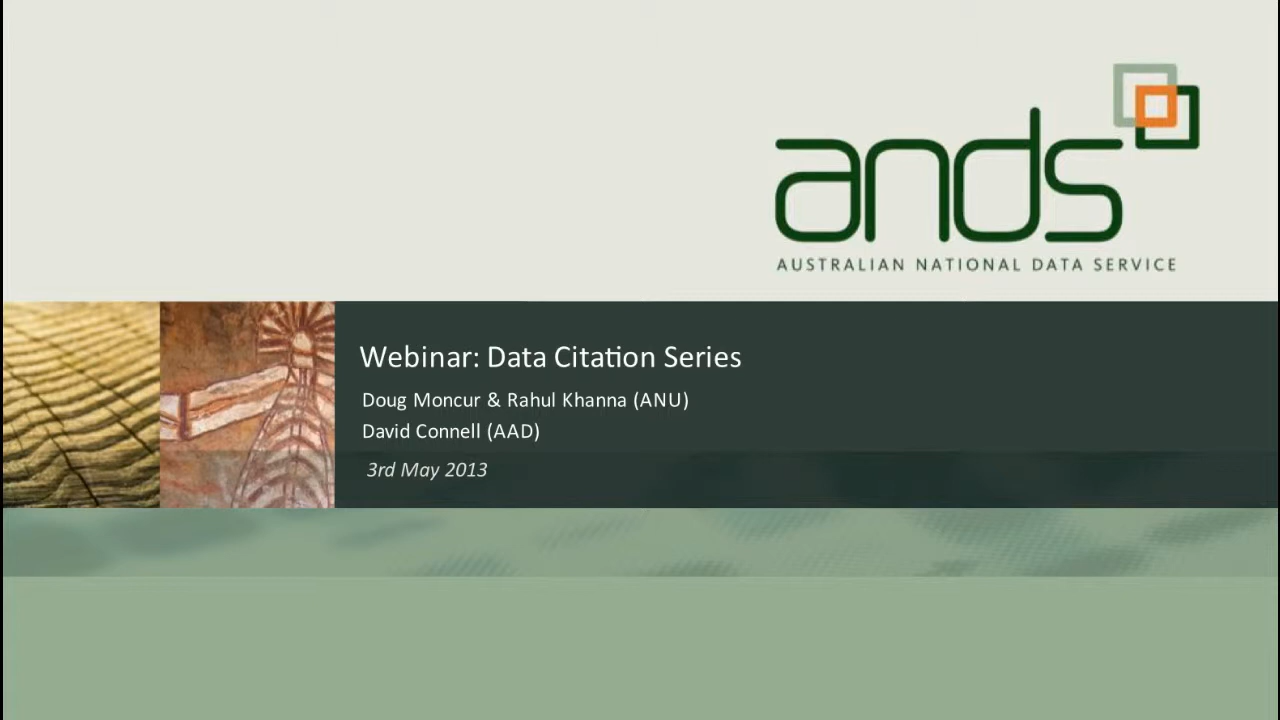 ands
AUSTRALIAN NATIONAL DATA SERVICE
Webinar: Data Citation Series
Doug Moncur & Rahul Khanna (ANU)
David Connell (AAD)
3rd May 2013